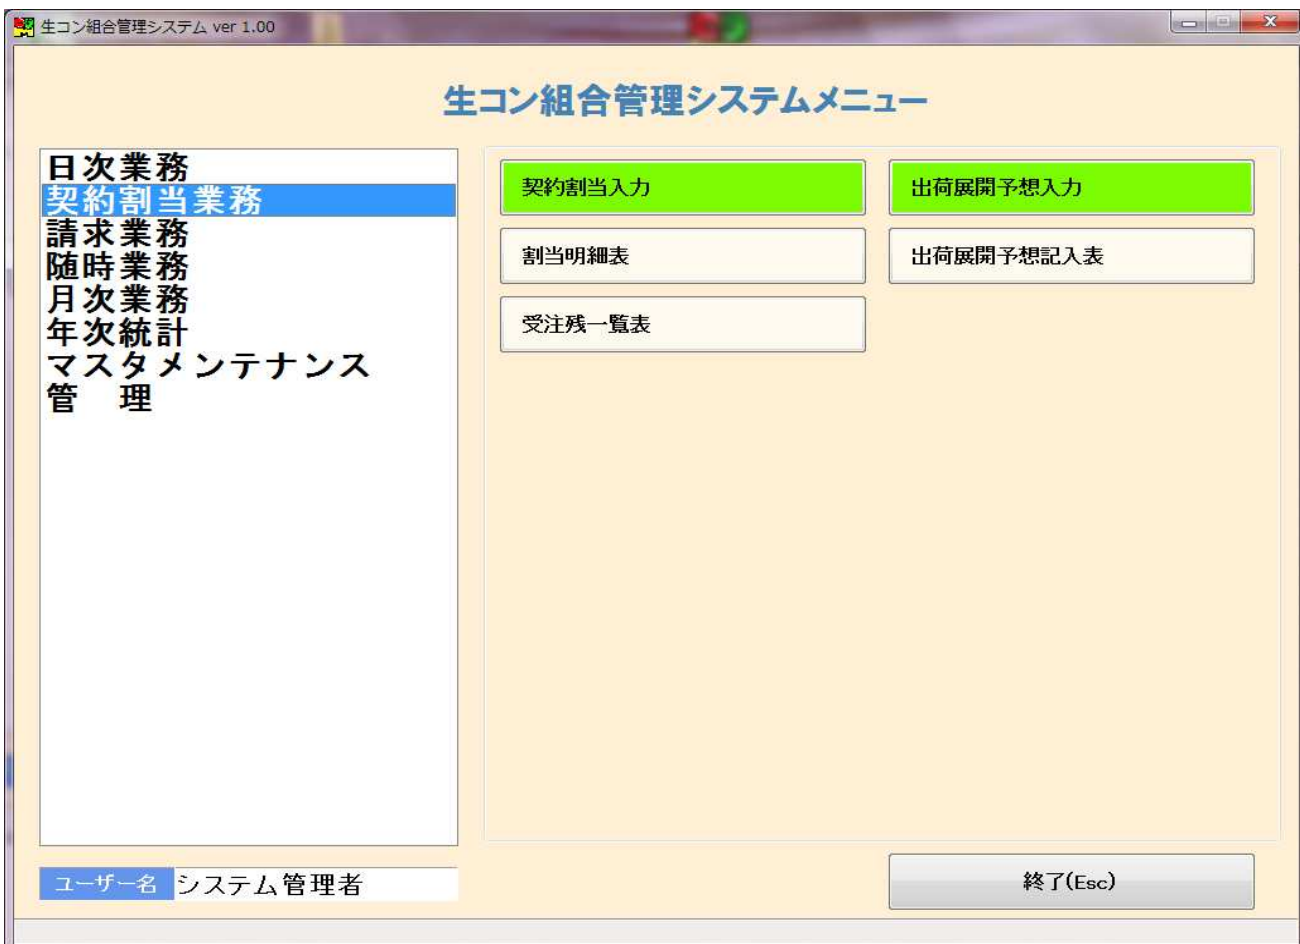 生コン組合管理システム ver 1.00
生コン組合管理システムメニュー
日次業務
契約割当業務
請求業務
随時業務
月次業務
年次統計
マスタメンテナンス
管　理
契約割当入力
出荷展開予想入力
割当明細表
出荷展開予想記入表
受注残一覧表
ユーザー名 システム管理者
終了(Esc)